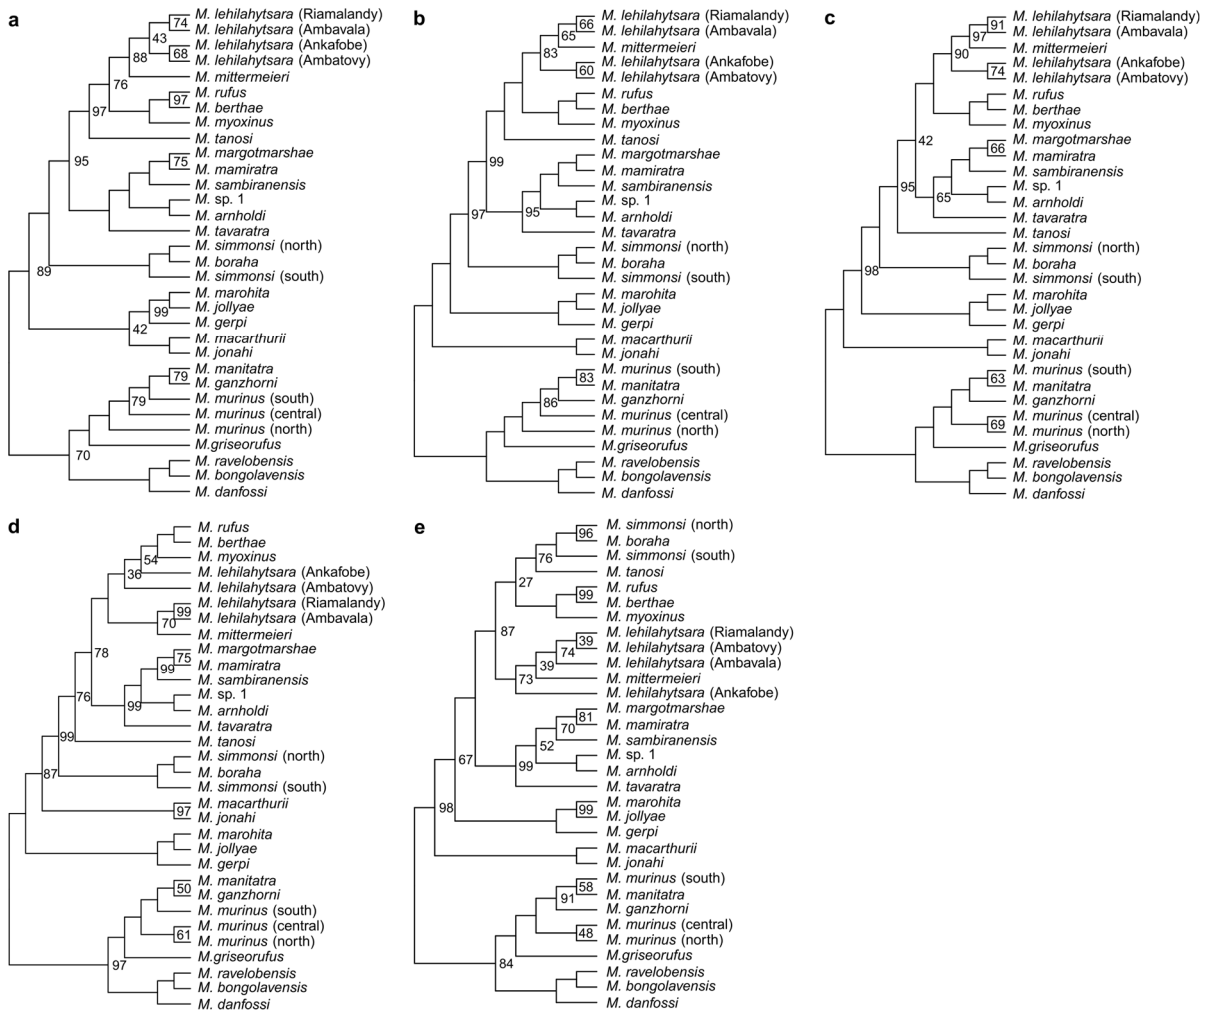 a
M. lehilahytsara (Riamalandy)
74
M. lehilahytsara (Ambavala)
43
M. lehilahytsara (Ankafobe)
68
88
M. lehilahytsara (Ambatovy)
M. mittermeieri
76
M. rufus
97
M. berthae
97
M. myoxinus
M. tanosi
M. margotmarshae
95
75
M. mamiratra
M. sambiranensis
M. sp. 1
M. arnholdi
M. tavaratra
M. simmonsi (north)
M. boraha
89
M. simmonsi (south)
M. marohita
99
M. jollyae
M. gerpi
42
M. macarthurii
M. jonahi
M. manitatra
79
M. ganzhorni
79
M. murinus (south)
M. murinus (central)
M. murinus (north)
M.griseorufus
70
M. ravelobensis
M. bongolavensis
M. danfossi
b
M. lehilahytsara (Riamalandy)
66
M. lehilahytsara (Ambavala)
65
M. mittermeieri
83
M. lehilahytsara (Ankafobe)
60
M. lehilahytsara (Ambatovy)
M. rufus
M. berthae
M. myoxinus
M. tanosi
M. margotmarshae
99
M. mamiratra
M. sambiranensis
M. sp. 1
97
95
M. arnholdi
M. tavaratra
M. simmonsi (north)
M. boraha
M. simmonsi (south)
M. marohita
M. jollyae
M. gerpi
M. macarthurii
M. jonahi
M. murinus (south)
83
M. manitatra
86
M. ganzhorni
M. murinus (central)
M. murinus (north)
M.griseorufus
M. ravelobensis
M. bongolavensis
M. danfossi
c
M. lehilahytsara (Riamalandy)
91
M. lehilahytsara (Ambavala)
97
M. mittermeieri
90
M. lehilahytsara (Ankafobe)
74
M. lehilahytsara (Ambatovy)
M. rufus
M. berthae
M. myoxinus
42
M. margotmarshae
66
M. mamiratra
M. sambiranensis
95
M. sp. 1
65
M. arnholdi
M. tavaratra
M. tanosi
M. simmonsi (north)
M. boraha
98
M. simmonsi (south)
M. marohita
M. jollyae
M. gerpi
M. macarthurii
M. jonahi
M. murinus (south)
63
M. manitatra
M. ganzhorni
M. murinus (central)
69
M. murinus (north)
M.griseorufus
M. ravelobensis
M. bongolavensis
M. danfossi
d
M. rufus
M. berthae
54
M. myoxinus
36
M. lehilahytsara (Ankafobe)
M. lehilahytsara (Ambatovy)
M. lehilahytsara (Riamalandy)
99
M. lehilahytsara (Ambavala)
70
M. mittermeieri
78
M. margotmarshae
75
M. mamiratra
99
M. sambiranensis
76
M. sp. 1
99
M. arnholdi
M. tavaratra
99
M. tanosi
M. simmonsi (north)
87
M. boraha
M. simmonsi (south)
M. macarthurii
97
M. jonahi
M. marohita
M. jollyae
M. gerpi
M. manitatra
50
M. ganzhorni
M. murinus (south)
M. murinus (central)
61
M. murinus (north)
M.griseorufus
97
M. ravelobensis
M. bongolavensis
M. danfossi
e
M. simmonsi (north)
96
M. boraha
76
M. simmonsi (south)
M. tanosi
27
M. rufus
99
M. berthae
M. myoxinus
87
M. lehilahytsara (Riamalandy)
39
M. lehilahytsara (Ambatovy)
74
M. lehilahytsara (Ambavala)
39
M. mittermeieri
73
M. lehilahytsara (Ankafobe)
M. margotmarshae
81
M. mamiratra
70
M. sambiranensis
52
M. sp. 1
67
99
M. arnholdi
M. tavaratra
M. marohita
98
99
M. jollyae
M. gerpi
M. macarthurii
M. jonahi
M. murinus (south)
58
M. manitatra
91
M. ganzhorni
M. murinus (central)
48
M. murinus (north)
M.griseorufus
84
M. ravelobensis
M. bongolavensis
M. danfossi